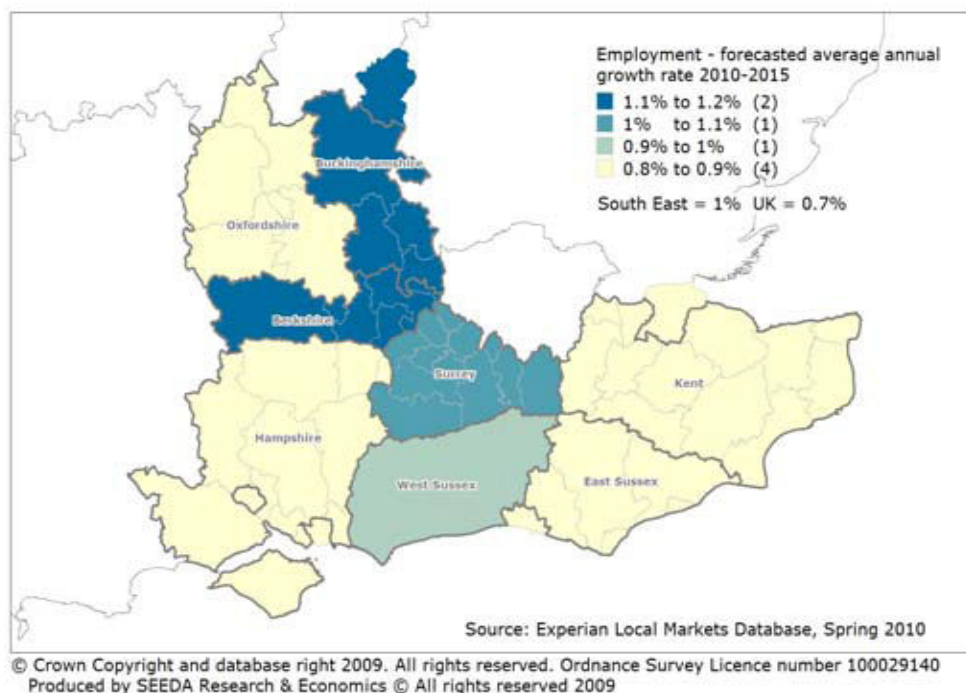 Employment - forecasted average annual
growth rate 2010-2015
1.1% to 1.2% (2)
1% to 1.1% (1)
0.9% to 1% (1)
0.8% to 0.9% (4)
South East = 1% UK = 0.7%
Buckinghamshire
Oxfordshire
Berkshire
Surrey
Kent
Hampshire
West Sussex
East Sussex
Source: Experian Local Markets Database, Spring 2010
© Crown Copyright and database right 2009. All rights reserved. Ordnance Survey Licence number 100029140
Produced by SEEDA Research & Economics © All rights reserved 2009